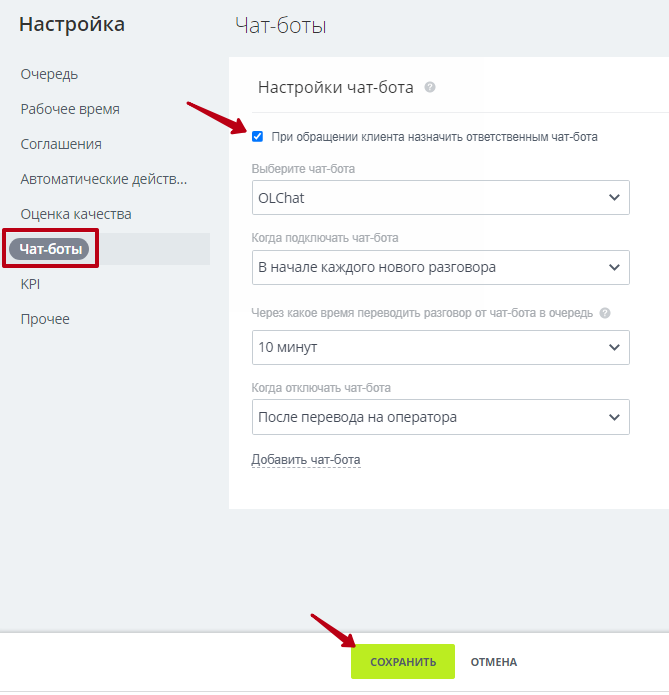 Настройка
Очередь
Рабочее время
Соглашения
Автоматические действ...
Оценка качества
Чат-боты
KPI
Прочее
Чат-боты
Настройки чат-бота ?
При обращении клиента назначить ответственным чат-бота
Выберите чат-бота
OLChat
Когда подключать чат-бота
В начале каждого нового разговора
Через какое время переводить разговор от чат-бота в очередь ?
10 минут
Когда отключать чат-бота
После перевода на оператора
Добавить чат-бота
СОХРАНИТЬ ОТМЕНА